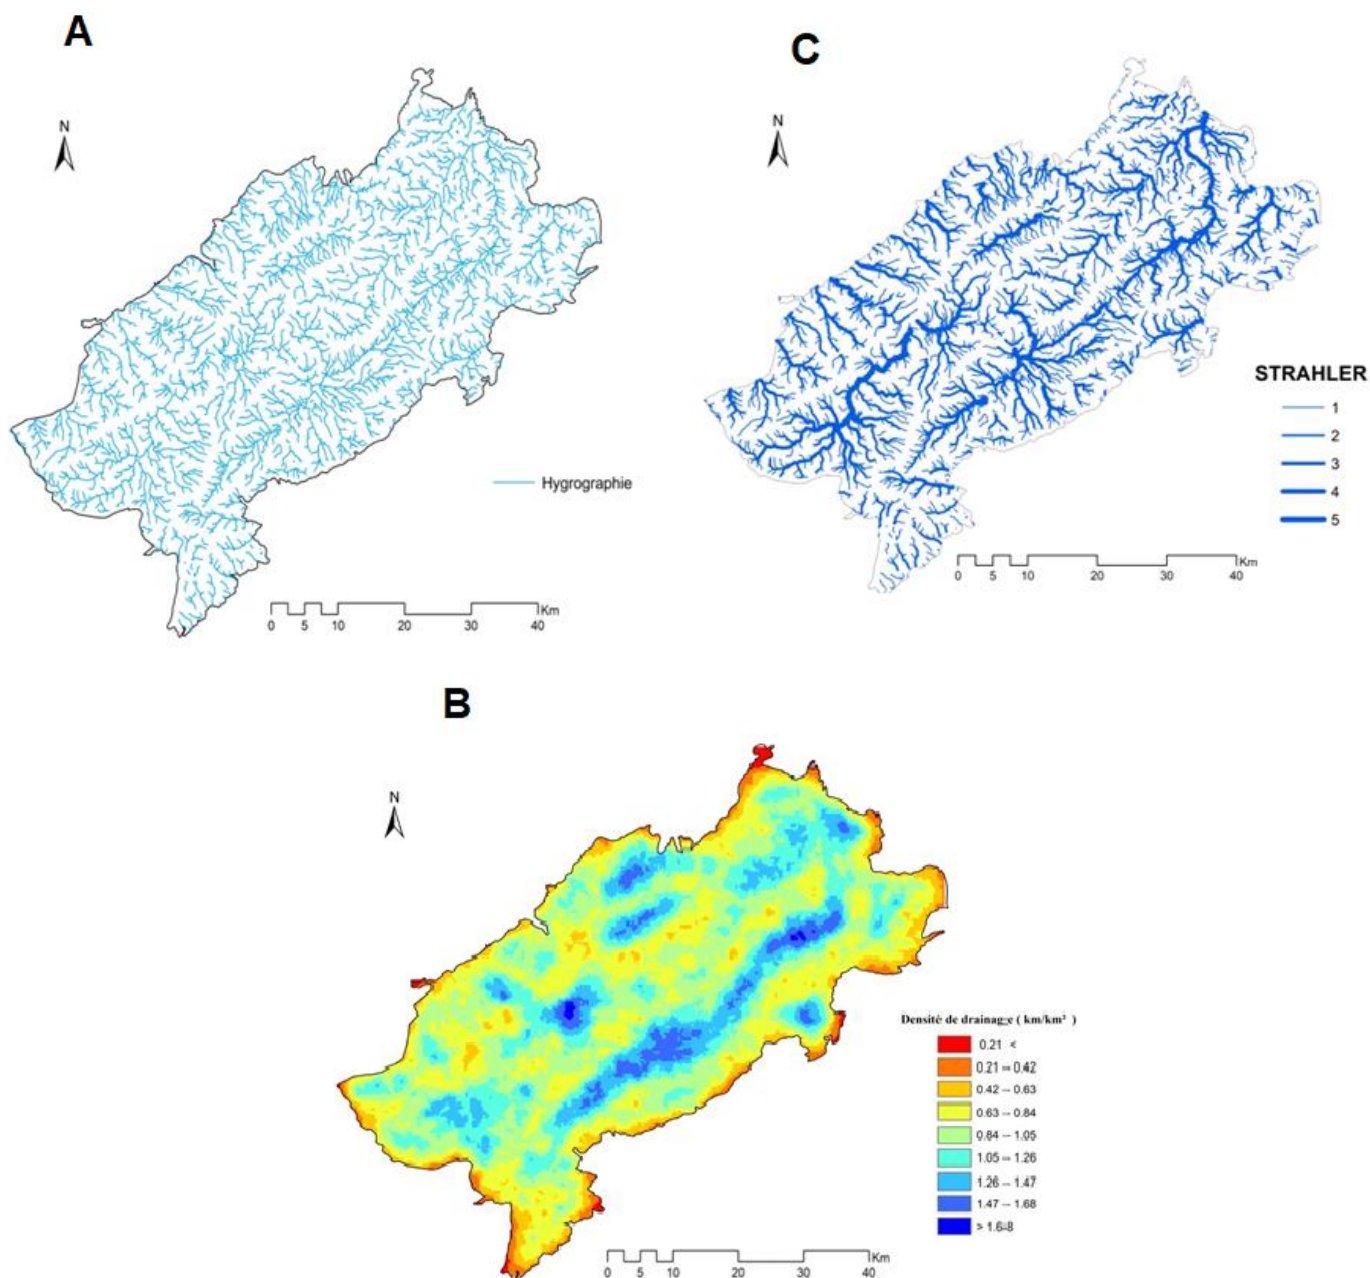 A
N
Hygrographie
Km
0 5 10 20 30 40
C
N
STRAHLER
1
2
3
4
5
Km
0 5 10 20 30 40
B
N
Densité de drainag:e ( km/km² )
0.21 <
0.21 -- 0.42
0.42 -- 0.63
0.63 -- 0.84
0.84 -- 1.05
1.05 -- 1.26
1.26 -- 1.47
1.47 -- 1.68
> 1.6-8
Km
0 5 10 20 30 40